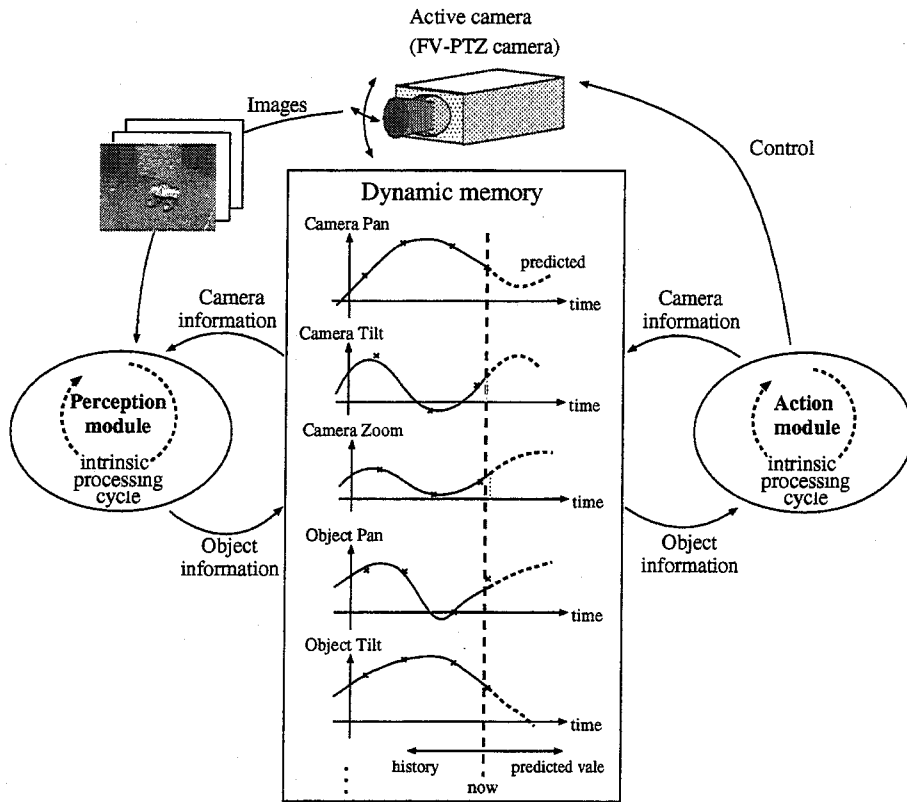 Active camera
(FV-PTZ camera)
Images
Control
Dynamic memory
Camera Pan
predicted
time
Camera
information
Camera
information
Camera Tilt
time
Perception
module
intrinsic
processing
cycle
Action
module
intrinsic
processing
cycle
Camera Zoom
time
Object
information
Object
information
Object Pan
time
Object Tilt
time
history
predicted vale
now